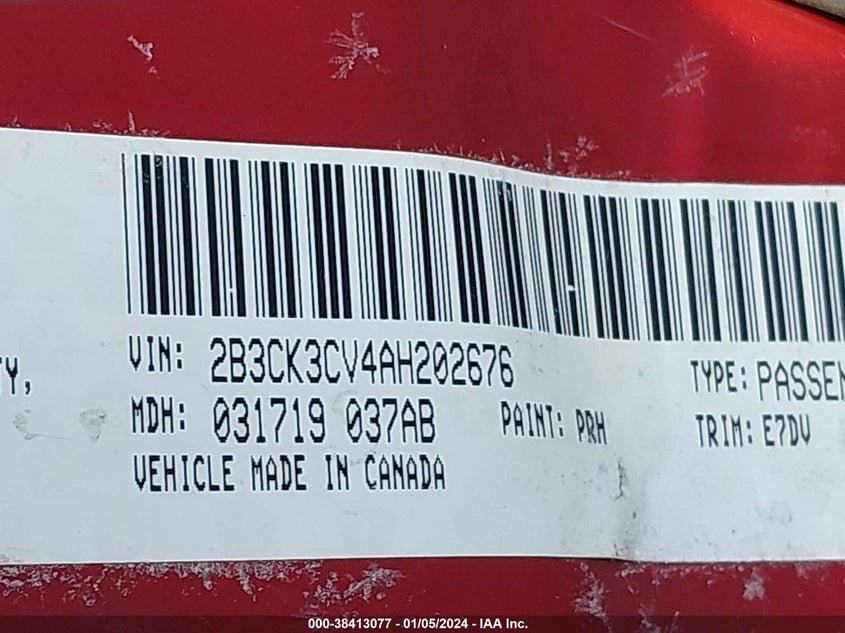 VIN: 2B3CK3CV4AH202676
TYPE: PASSEN
TY,
MDH: 031719 037AB
PAINT: PRH
TRIM: E7DV
VEHICLE MADE IN CANADA
000-38413077 - 01/05/2024 - IAA Inc.